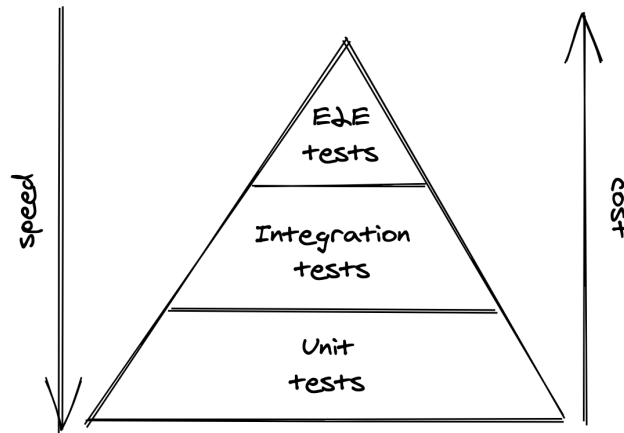 speed
E2E
tests
Integration
tests
Unit
tests
cost